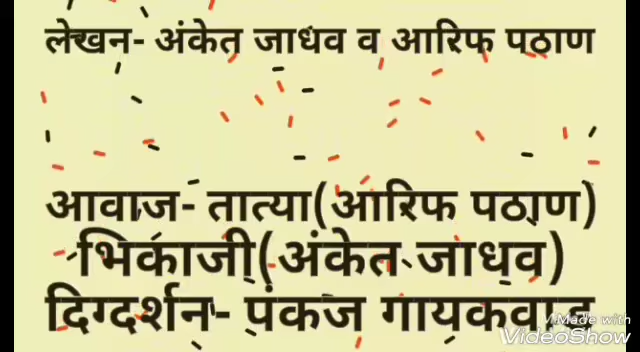 लेखन- अंकेत जाधव व आरिफ पठाण
आवाज- तात्या(आरिफ पठाण)
भिकाजी(अंकेत जाधव)
दिग्दर्शन- पंकज गायकवाड
Made with
VideoShow